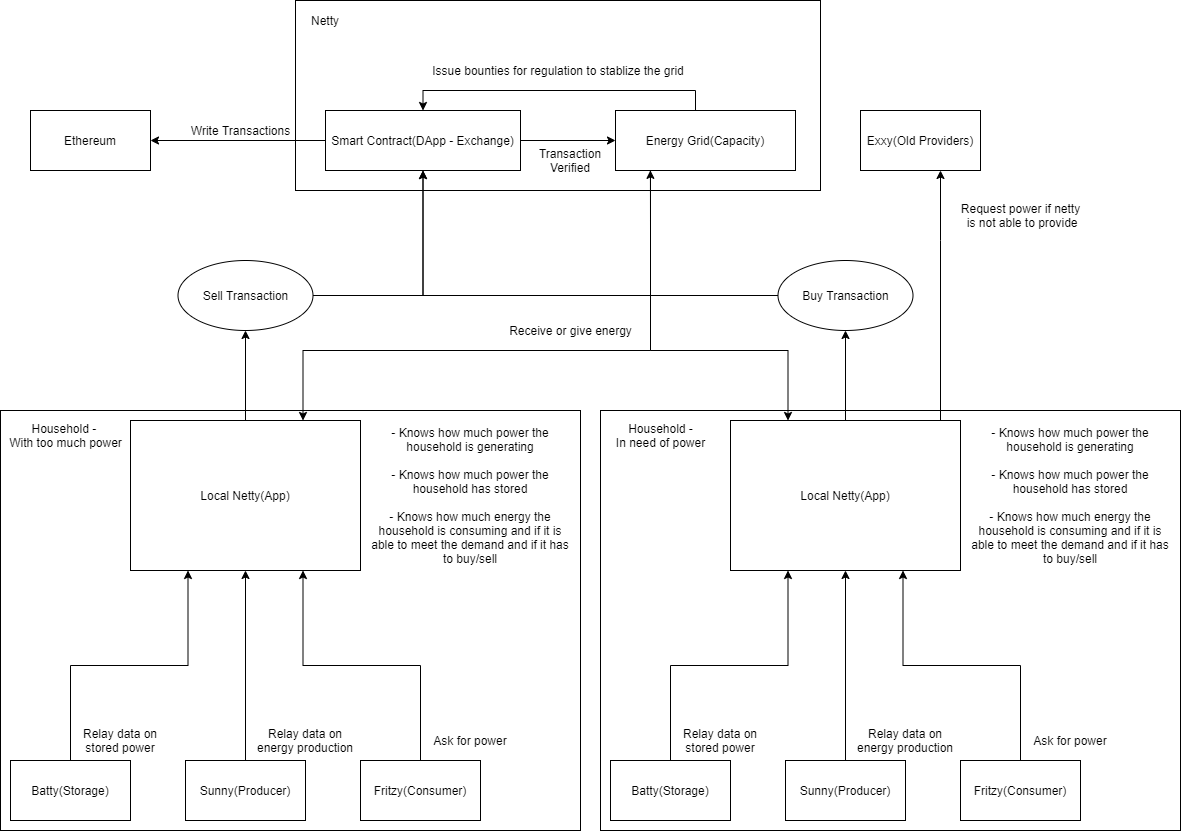 Netty
Issue bounties for regulation to stablize the grid
Ethereum
Write Transactions
Smart Contract(DApp - Exchange)
Transaction
Verified
Energy Grid(Capacity)
Exxy(Old Providers)
Request power if netty
is not able to provide
Sell Transaction
Buy Transaction
Receive or give energy
Household -
With too much power
Local Netty(App)
- Knows how much power the
household is generating
- Knows how much power the
household has stored
- Knows how much energy the
household is consuming and if it is
able to meet the demand and if it has
to buy/sell
Relay data on
stored power
Relay data on
energy production
Ask for power
Batty(Storage)
Sunny(Producer)
Fritzy(Consumer)
Household -
In need of power
Local Netty(App)
- Knows how much power the
household is generating
- Knows how much power the
household has stored
- Knows how much energy the
household is consuming and if it is
able to meet the demand and if it has
to buy/sell
Relay data on
stored power
Relay data on
energy production
Ask for power
Batty(Storage)
Sunny(Producer)
Fritzy(Consumer)